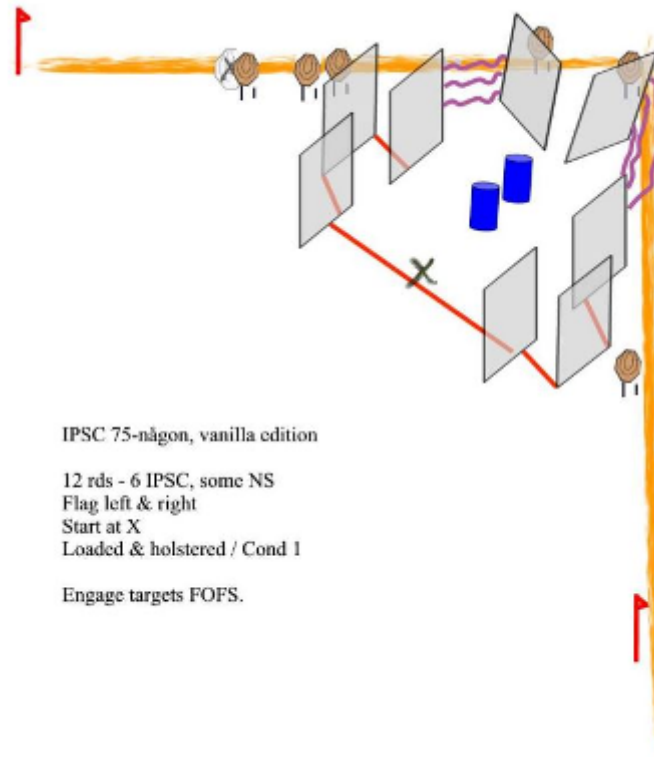 X
IPSC 75-någon, vanilla edition
12 rds - 6 IPSC, some NS
Flag left & right
Start at X
Loaded & holstered / Cond 1
Engage targets FOFS.